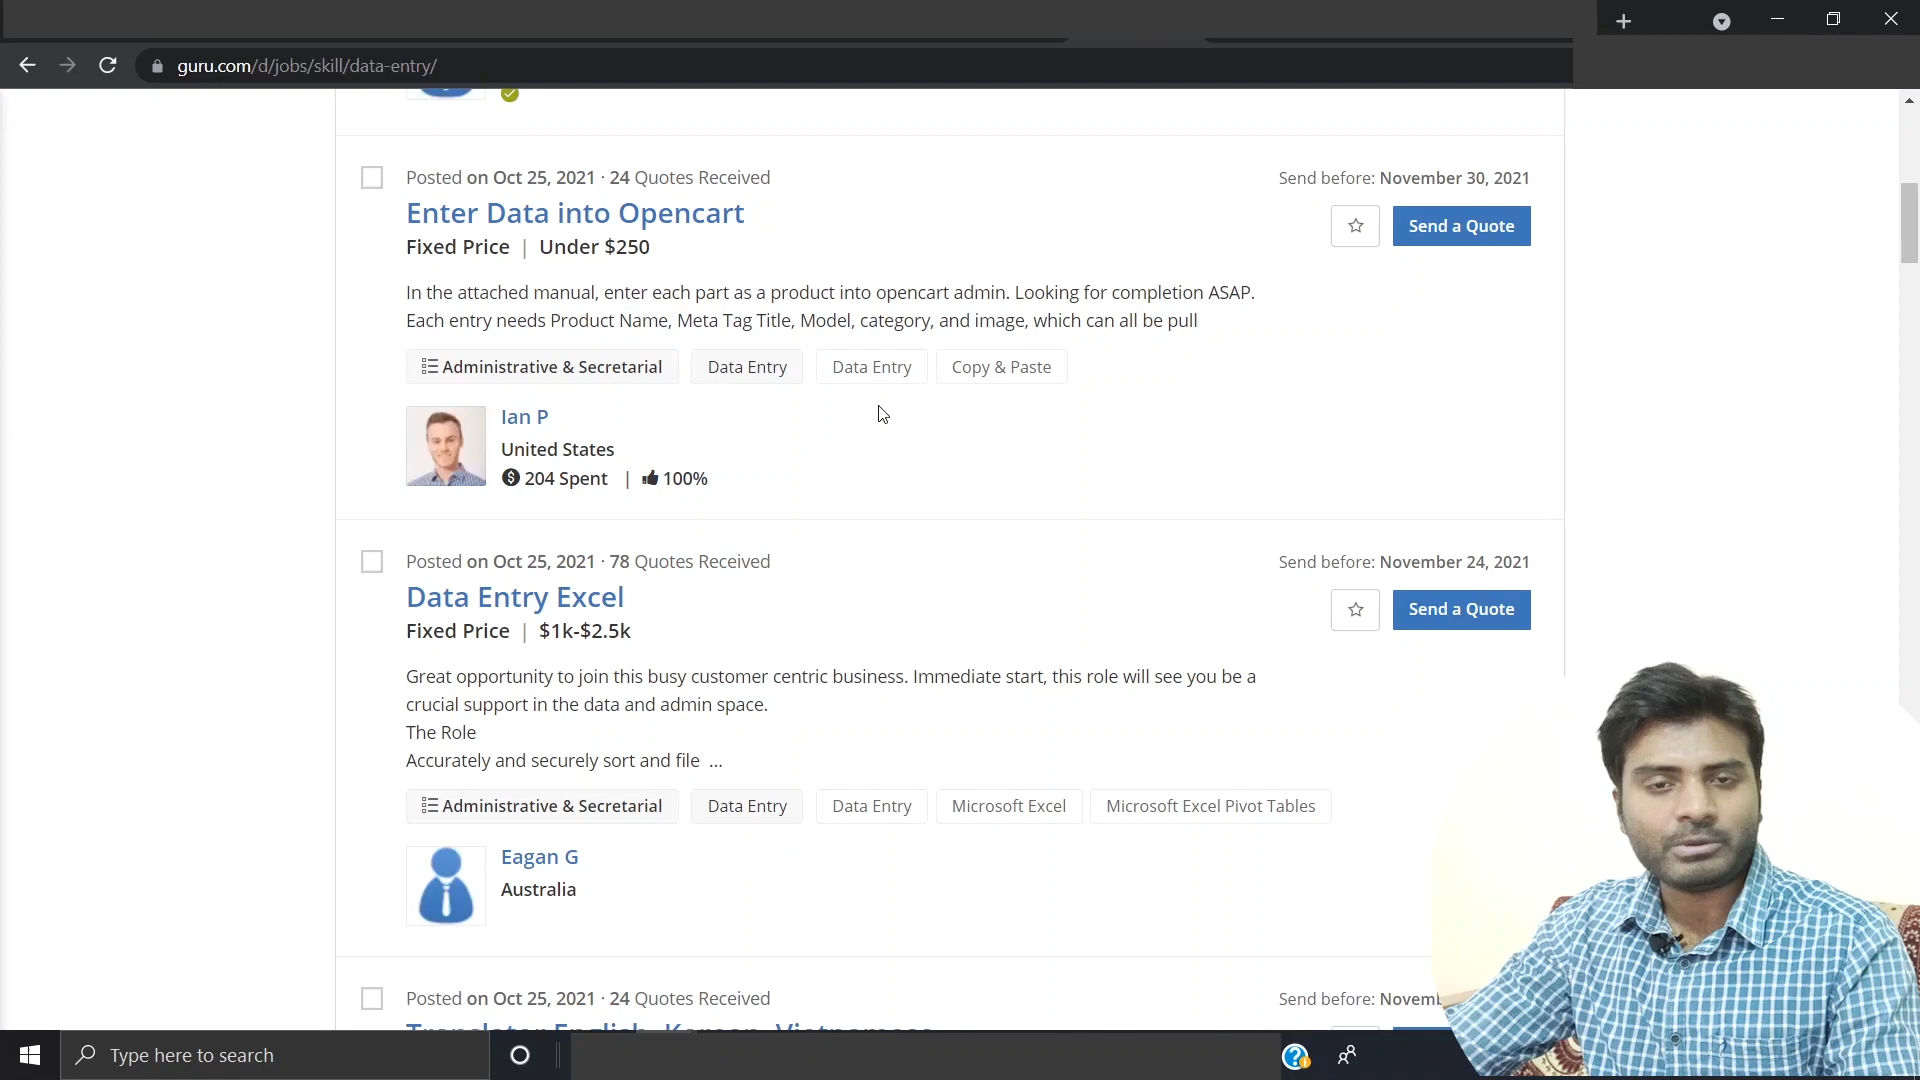 guru.com/d/jobs/skill/data-entry/
Posted on Oct 25, 2021 · 24 Quotes Received
Send before: November 30, 2021
Enter Data into Opencart
Send a Quote
Fixed Price | Under $250
In the attached manual, enter each part as a product into opencart admin. Looking for completion ASAP.
Each entry needs Product Name, Meta Tag Title, Model, category, and image, which can all be pull
Administrative & Secretarial Data Entry Data Entry Copy & Paste
Ian P
United States
$ 204 Spent | 100%
Posted on Oct 25, 2021 · 78 Quotes Received
Send before: November 24, 2021
Data Entry Excel
Send a Quote
Fixed Price | $1k-$2.5k
Great opportunity to join this busy customer centric business. Immediate start, this role will see you be a
crucial support in the data and admin space.
The Role
Accurately and securely sort and file ...
Administrative & Secretarial Data Entry Data Entry Microsoft Excel Microsoft Excel Pivot Tables
Eagan G
Australia
Posted on Oct 25, 2021 · 24 Quotes Received
Send before:
Translator English, Korean, Vietnamese
Type here to search